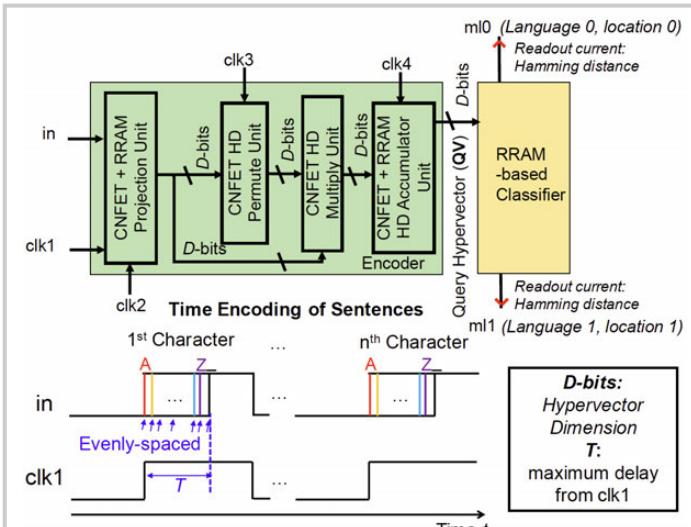 ml0 (Language 0, location 0)
Readout current:
Hamming distance
clk3
clk4
in
clk1
clk2
CNFET + RRAM
Projection Unit
D-bits
CNFET HD
Permute Unit
D-bits
CNFET HD
Multiply Unit
D-bits
CNFET + RRAM
HD Accumulator
Unit
D-bits
Encoder
D-bits
Query Hypervector (QV)
RRAM
-based
Classifier
Readout current:
Hamming distance
ml1 (Language 1, location 1)
Time Encoding of Sentences
1st Character
...
nth Character
A
Z_
A
Z_
in
...
...
...
Evenly-spaced
clk1
T
...
Time t
D-bits:
Hypervector
Dimension
T:
maximum delay
from clk1